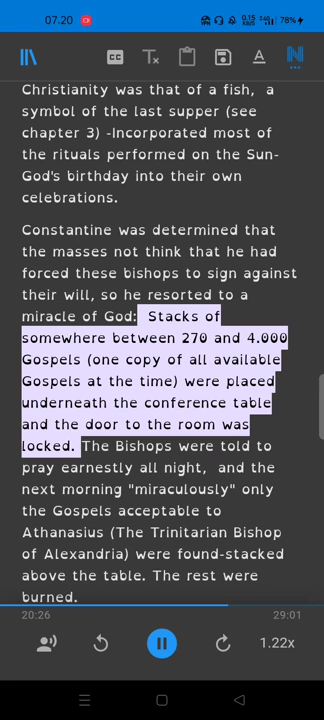 07.20
0.15 KB/S
78%
CC
Christianity was that of a fish, a
symbol of the last supper (see
chapter 3) -Incorporated most of
the rituals performed on the Sun-
God's birthday into their own
celebrations.
Constantine was determined that
the masses not think that he had
forced these bishops to sign against
their will, so he resorted to a
miracle of God: Stacks of
somewhere between 270 and 4.000
Gospels (one copy of all available
Gospels at the time) were placed
underneath the conference table
and the door to the room was
locked. The Bishops were told to
pray earnestly all night, and the
next morning "miraculously" only
the Gospels acceptable to
Athanasius (The Trinitarian Bishop
of Alexandria) were found-stacked
above the table. The rest were
burned.
20:26 29:01
1.22x